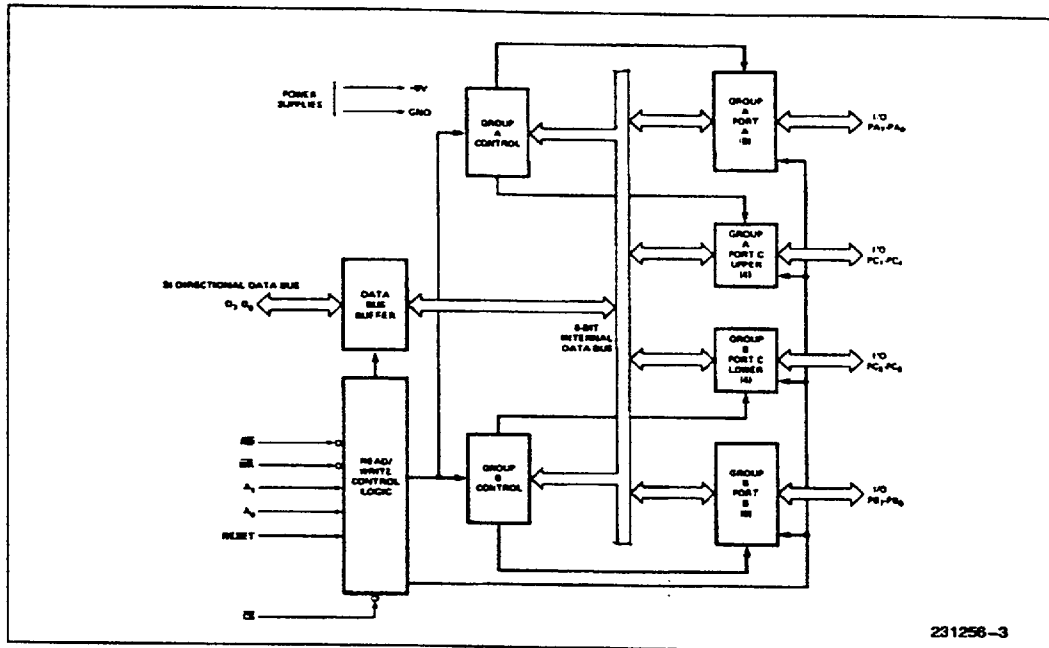 POWER
SUPPLIES
GND
GROUP
A
CONTROL
GROUP
A
PORT
A
(8)
I/O
PA7-PA0
GROUP
A
PORT C
UPPER
(4)
I/O
PC7-PC4
BI DIRECTIONAL DATA BUS
D7 D0
DATA
BUS
BUFFER
8-BIT
INTERNAL
DATA BUS
GROUP
B
PORT C
LOWER
(4)
I/O
PC3-PC0
RD
WR
A1
A0
RESET
READ/
WRITE
CONTROL
LOGIC
GROUP
B
CONTROL
GROUP
B
PORT
B
(8)
I/O
PB7-PB0
CS
231256-3